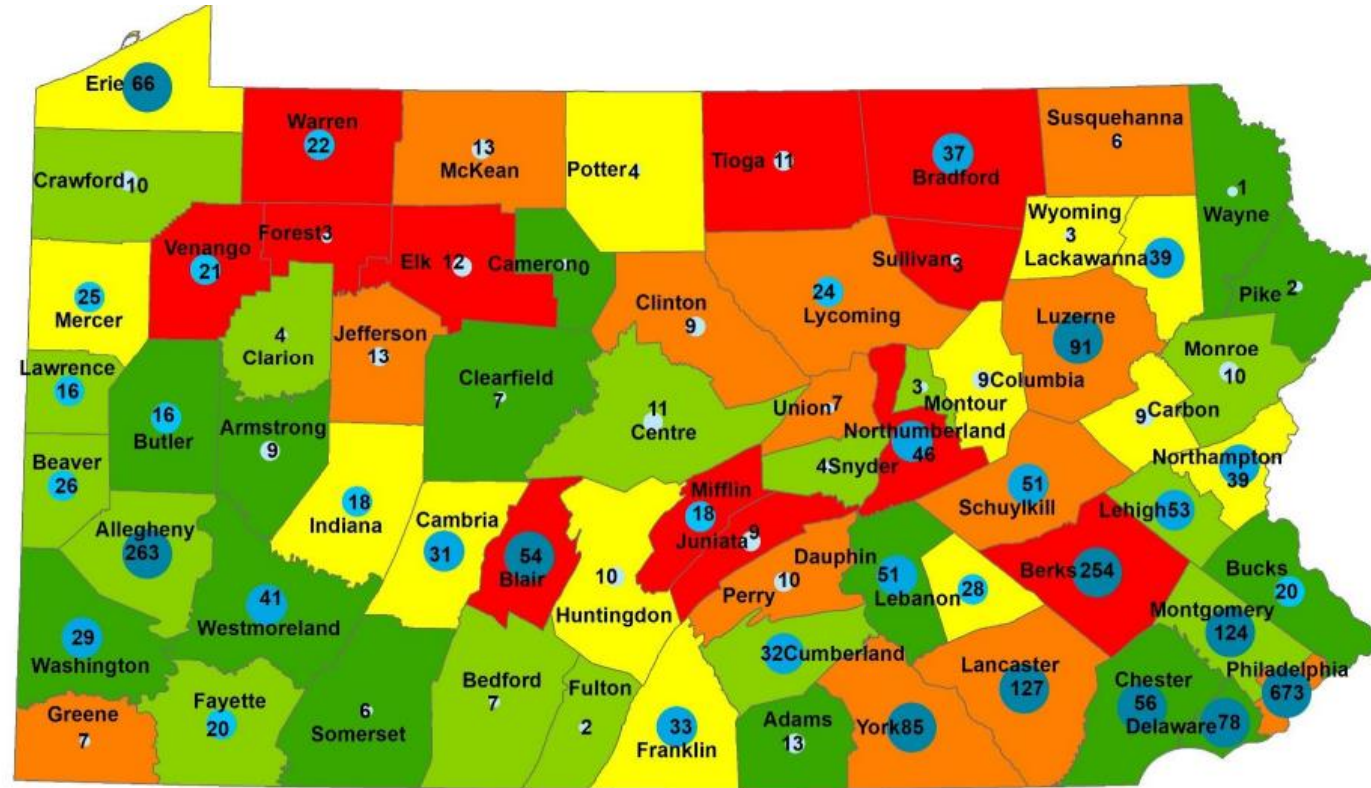 Erie 66
Warren
22
13
McKean
Potter 4
Tioga 11
37
Bradford
Susquehanna
6
1
Wayne
Crawford 10
Venango
21
Forest 3
Elk 12
Cameron 0
Sullivan 3
Wyoming
3
Lackawanna 39
Pike 2
25
Mercer
4
Clarion
Jefferson
13
Clinton
9
24
Lycoming
Luzerne
91
Monroe
10
Lawrence
16
16
Butler
Armstrong
9
Clearfield
7
11
Centre
Union 7
3
Montour
9 Columbia
9 Carbon
Northumberland
46
Northampton
39
Beaver
26
18
Indiana
Cambria
31
54
Blair
Mifflin
18
Juniata 9
4 Snyder
51
Schuylkill
Lehigh 53
Allegheny
263
41
Westmoreland
10
Huntingdon
Dauphin
51
Perry 10
Lebanon 28
Berks 254
Bucks
20
Montgomery
124
29
Washington
32 Cumberland
Lancaster
127
Chester
56
Philadelphia
673
Delaware 78
Greene
7
Fayette
20
6
Somerset
Bedford
7
Fulton
2
33
Franklin
Adams
13
York 85